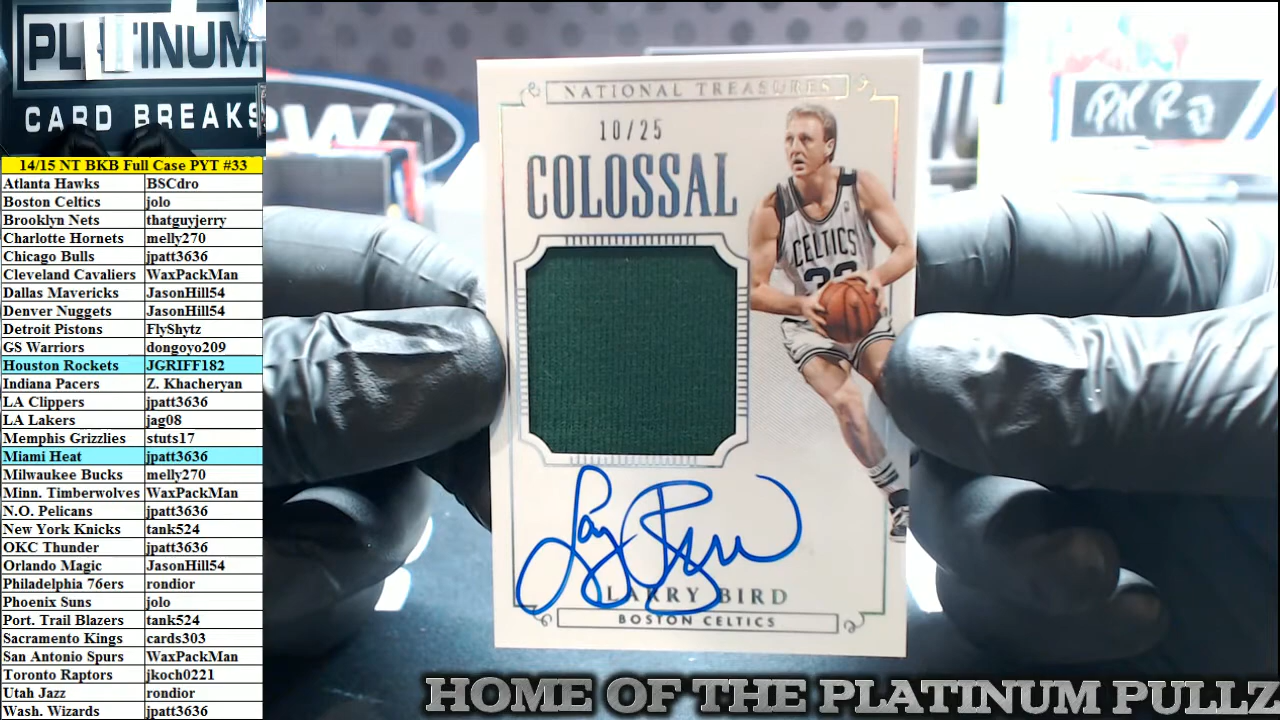 PLATINUM
CARD BREAKS
14/15 NT BKB Full Case PYT #33
Atlanta Hawks BSCdro
Boston Celtics jolo
Brooklyn Nets thatguyjerry
Charlotte Hornets melly270
Chicago Bulls jpatt3636
Cleveland Cavaliers WaxPackMan
Dallas Mavericks JasonHill54
Denver Nuggets JasonHill54
Detroit Pistons FlyShytz
GS Warriors dongoyo209
Houston Rockets JGRIFF182
Indiana Pacers Z. Khacheryan
LA Clippers jpatt3636
LA Lakers jag08
Memphis Grizzlies stuts17
Miami Heat jpatt3636
Milwaukee Bucks melly270
Minn. Timberwolves WaxPackMan
N.O. Pelicans jpatt3636
New York Knicks tank524
OKC Thunder jpatt3636
Orlando Magic JasonHill54
Philadelphia 76ers rondior
Phoenix Suns jolo
Port. Trail Blazers tank524
Sacramento Kings cards303
San Antonio Spurs WaxPackMan
Toronto Raptors jkoch0221
Utah Jazz rondior
Wash. Wizards jpatt3636
NATIONAL TREASURES
10/25
COLOSSAL
CELTICS
33
Larry Bird
LARRY BIRD
BOSTON CELTICS
HOME OF THE PLATINUM PULLZ